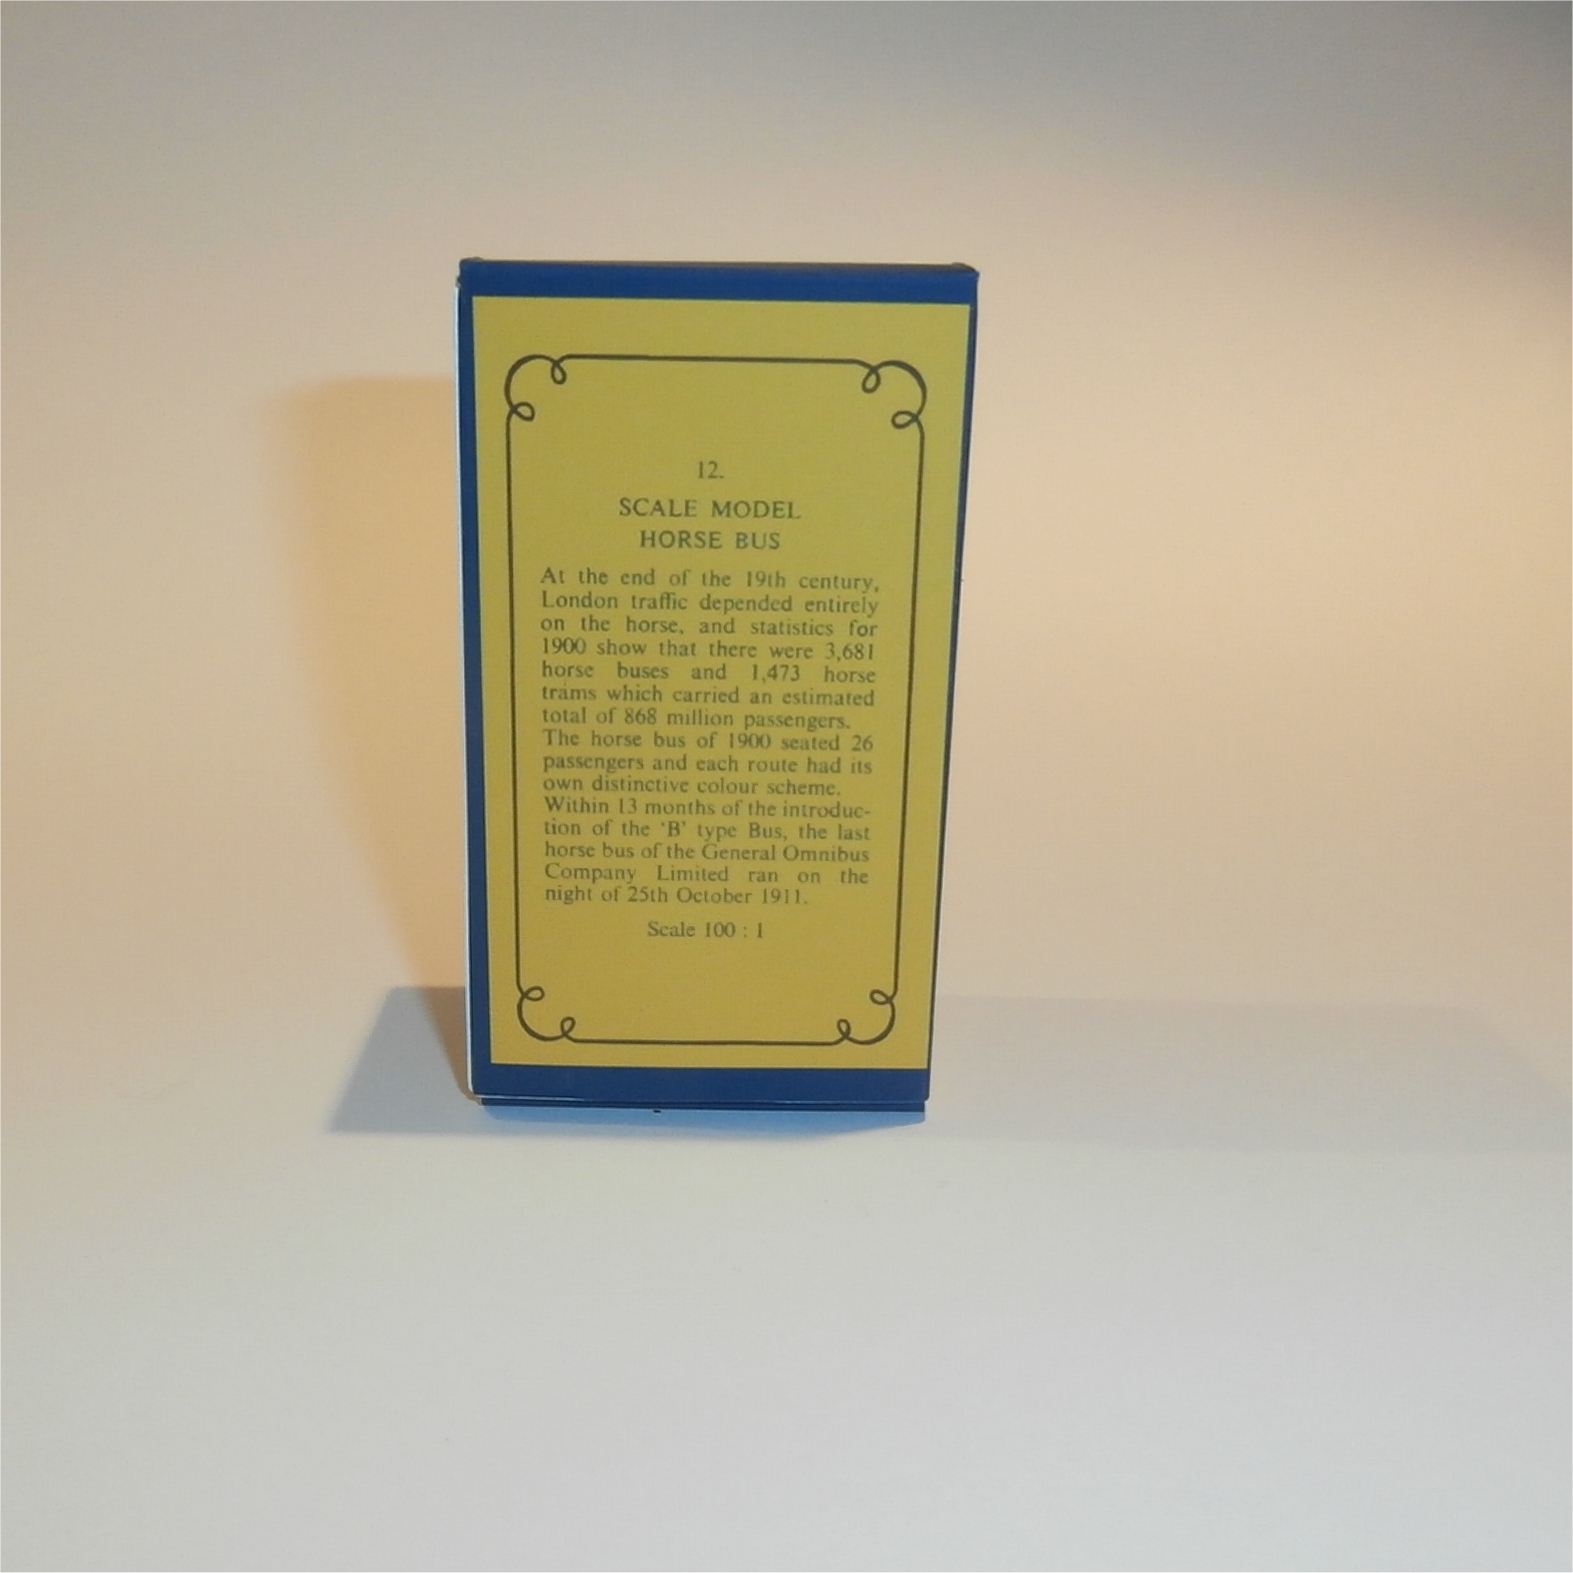 12.
SCALE MODEL
HORSE BUS
At the end of the 19th century,
London traffic depended entirely
on the horse, and statistics for
1900 show that there were 3,681
horse buses and 1,473 horse
trams which carried an estimated
total of 868 million passengers.
The horse bus of 1900 seated 26
passengers and each route had its
own distinctive colour scheme.
Within 13 months of the introduc-
tion of the 'B' type Bus, the last
horse bus of the General Omnibus
Company Limited ran on the
night of 25th October 1911.
Scale 100 : 1